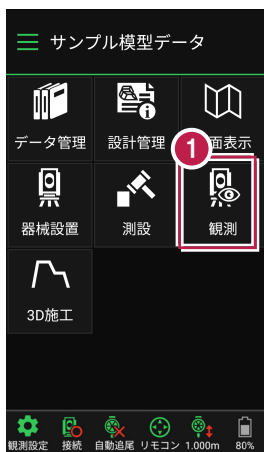 サンプル模型データ
データ管理 設計管理 面表示
1
器械設置 測設 観測
3D施工
観測設定 接続 自動追尾 リモコン 1.000m 80%